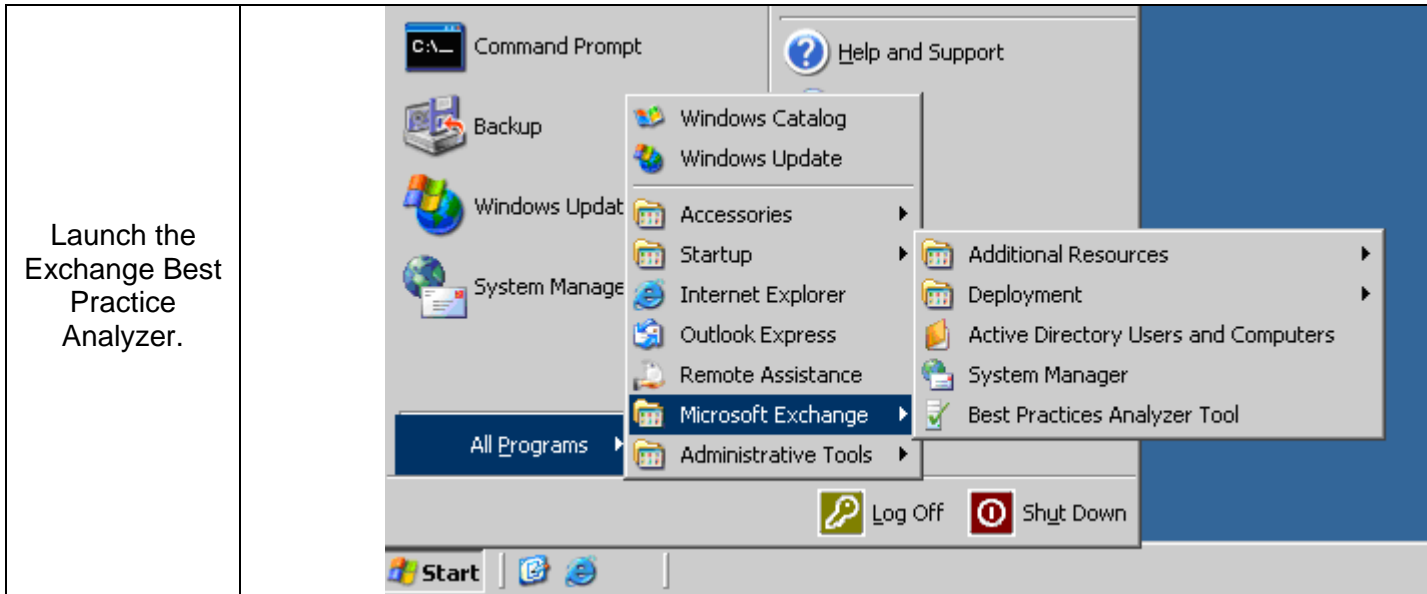 Launch the
Exchange Best
Practice
Analyzer.
C:\_
Command Prompt
Help and Support
Backup
Windows Updat
System Manage
Windows Catalog
Windows Update
Accessories
Startup
Internet Explorer
Outlook Express
Remote Assistance
Microsoft Exchange
Administrative Tools
Additional Resources
Deployment
Active Directory Users and Computers
System Manager
Best Practices Analyzer Tool
All Programs
Log Off
Shut Down
Start